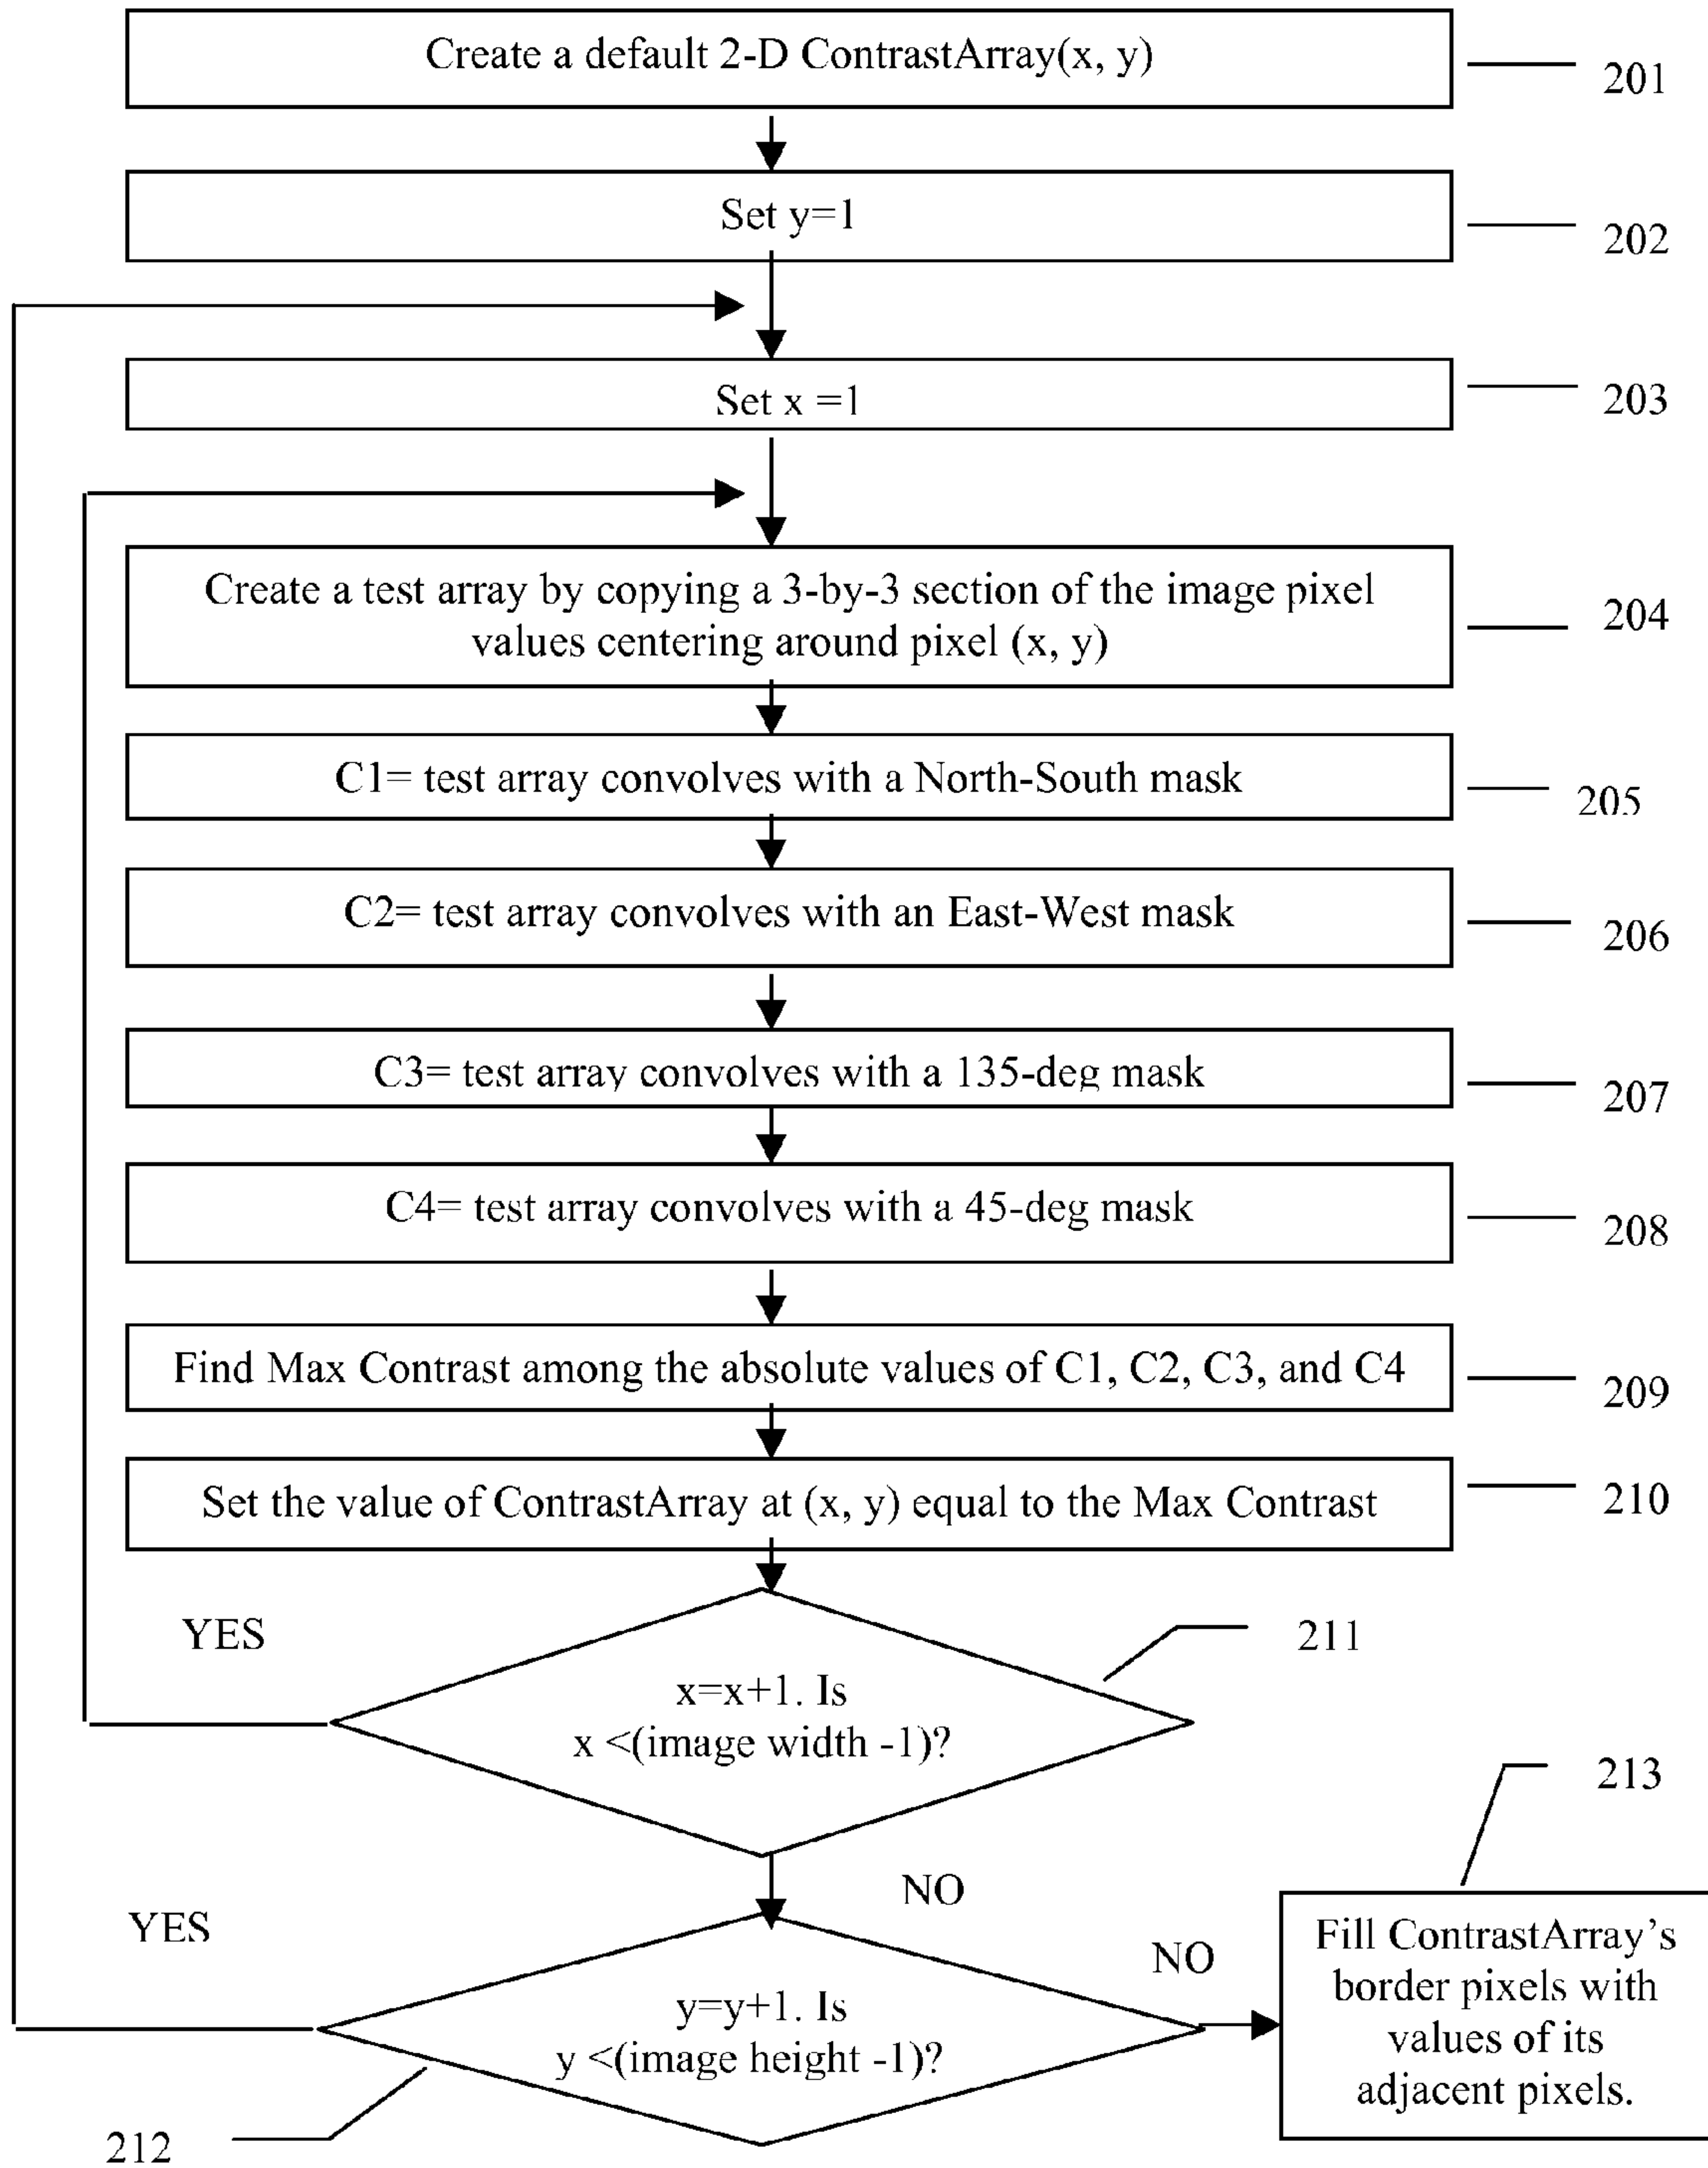 Create a default 2-D ContrastArray(x, y)
201
Set y=1
202
Set x =1
203
Create a test array by copying a 3-by-3 section of the image pixel
values centering around pixel (x, y)
204
C1= test array convolves with a North-South mask
205
C2= test array convolves with an East-West mask
206
C3= test array convolves with a 135-deg mask
207
C4= test array convolves with a 45-deg mask
208
Find Max Contrast among the absolute values of C1, C2, C3, and C4
209
Set the value of ContrastArray at (x, y) equal to the Max Contrast
210
YES
211
x=x+1. Is
x <(image width -1)?
213
NO
YES
NO
y=y+1. Is
y <(image height -1)?
Fill ContrastArray’s
border pixels with
values of its
adjacent pixels.
212